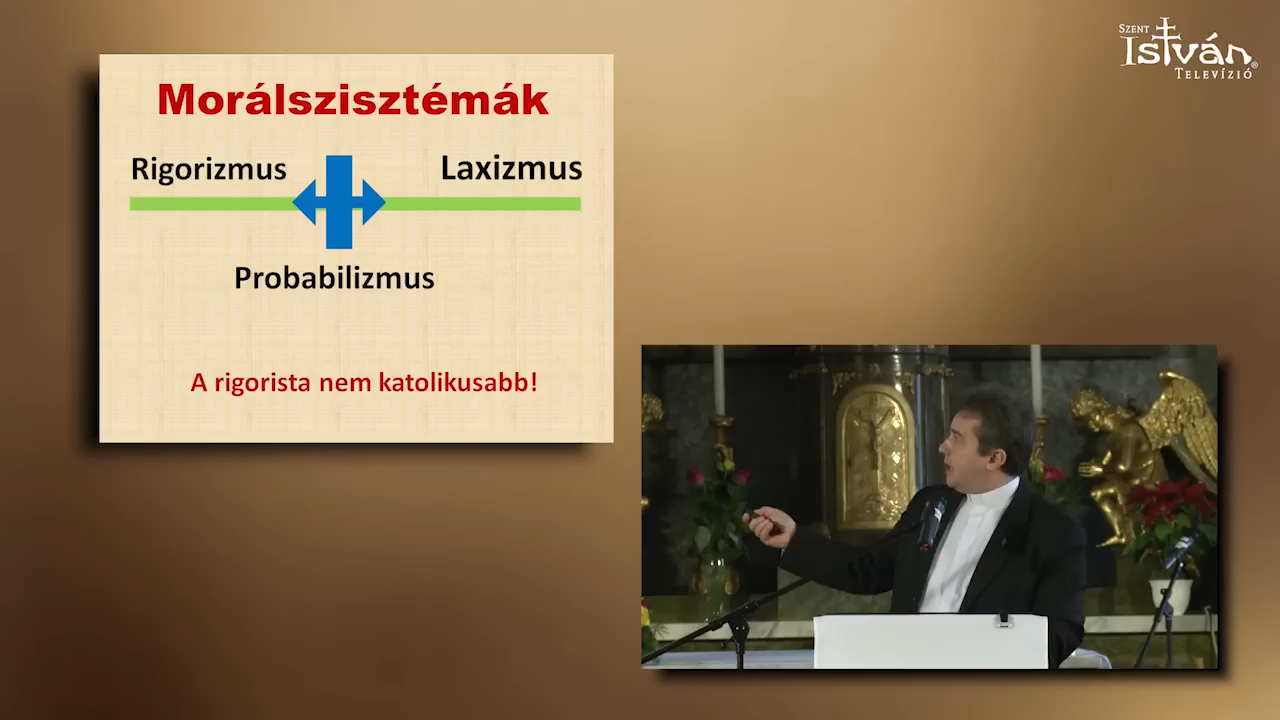 Morálszisztémák
Rigorizmus
Laxizmus
Probabilizmus
A rigorista nem katolikusabb!
SZENT
IsTván®
TELEVÍZIÓ